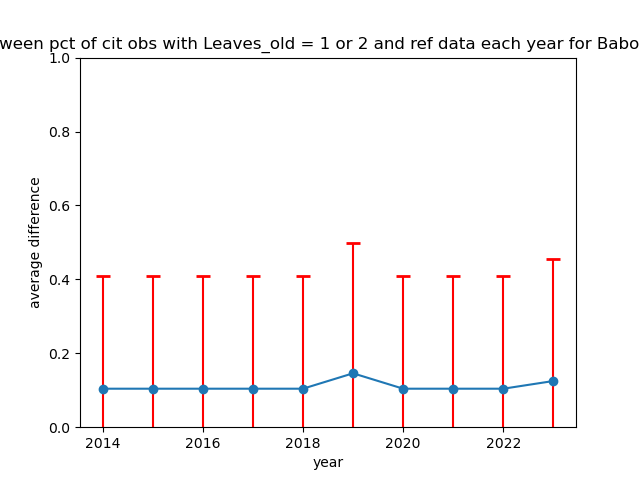 ween pct of cit obs with Leaves_old = 1 or 2 and ref data each year for Babo
1.0
0.8
0.6
0.4
0.2
0.0
average difference
2014 2016 2018 2020 2022
year